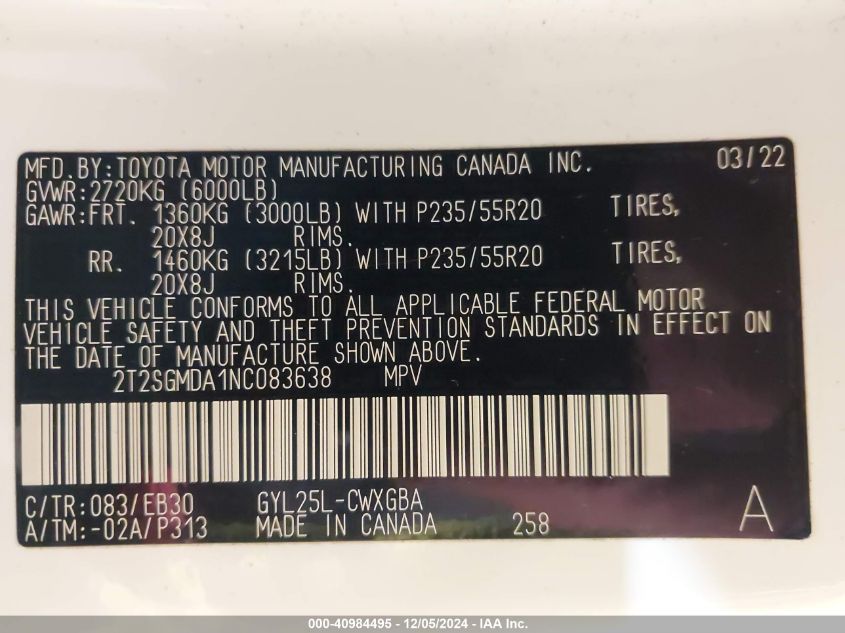 MFD.BY:TOYOTA MOTOR MANUFACTURING CANADA INC. 03/22
GVWR:2720KG (6000LB)
GAWR:FRT. 1360KG (3000LB) WITH P235/55R20 TIRES,
20X8J RIMS.
RR. 1460KG (3215LB) WITH P235/55R20 TIRES,
20X8J RIMS.
THIS VEHICLE CONFORMS TO ALL APPLICABLE FEDERAL MOTOR
VEHICLE SAFETY AND THEFT PREVENTION STANDARDS IN EFFECT ON
THE DATE OF MANUFACTURE SHOWN ABOVE.
2T2SGMDA1NC083638 MPV
C/TR:083/EB30 GYL25L-CWXGBA
A/TM:-02A/P313 MADE IN CANADA 258 A
000-40984495 - 12/05/2024 - IAA Inc.